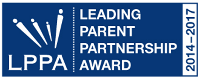 LPPA
LEADING
PARENT
PARTNERSHIP
AWARD
2014–2017